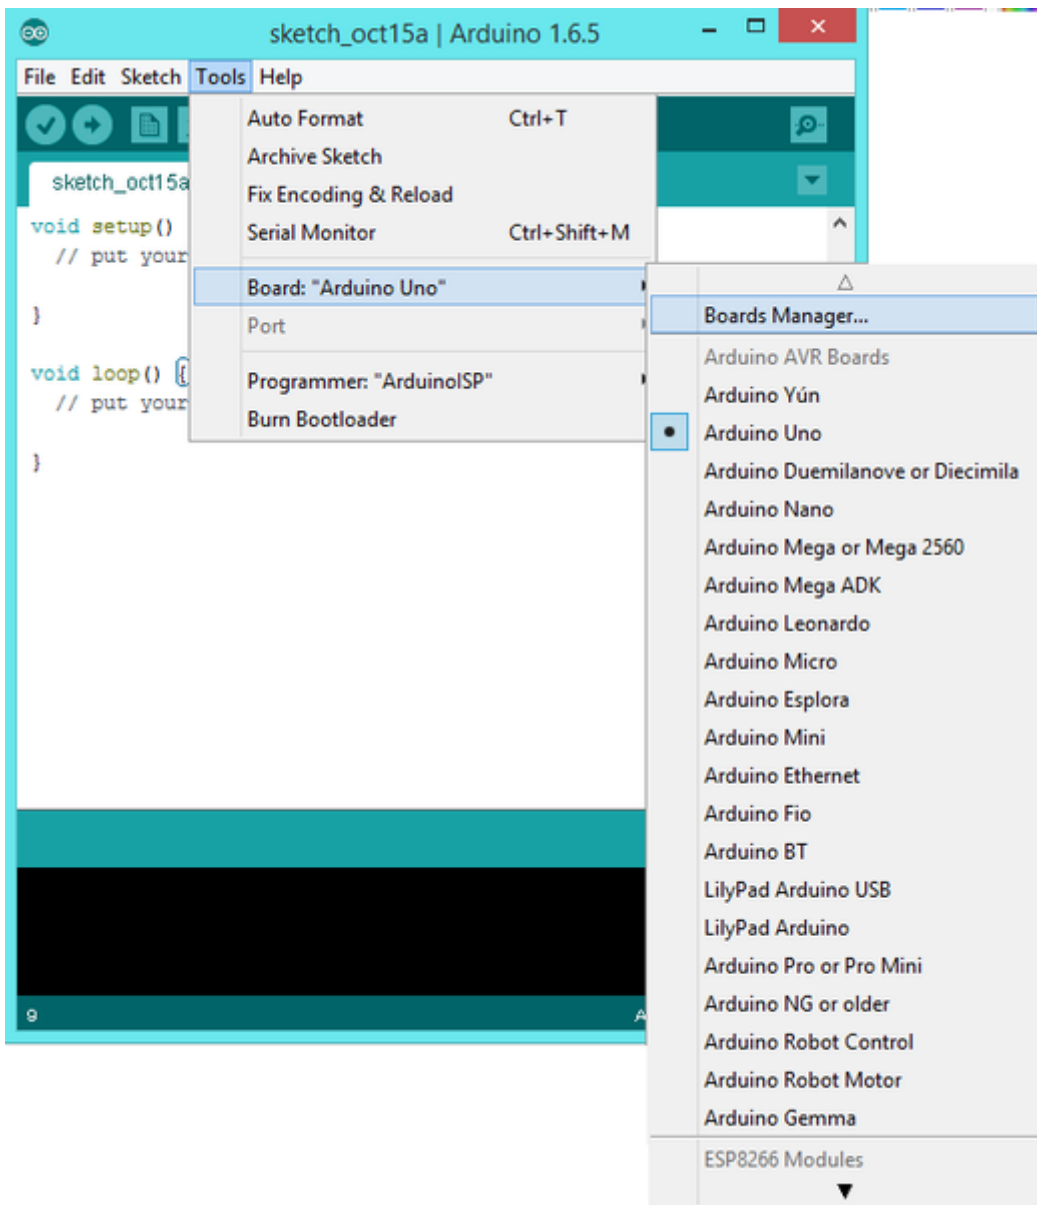 sketch_oct15a | Arduino 1.6.5
File Edit Sketch Tools Help
sketch_oct15a
void setup()
// put your
}
void loop() {
// put your
}
Auto Format Ctrl+T
Archive Sketch
Fix Encoding & Reload
Serial Monitor Ctrl+Shift+M
Board: "Arduino Uno"
Port
Programmer: "ArduinoISP"
Burn Bootloader
Boards Manager...
Arduino AVR Boards
Arduino Yún
Arduino Uno
Arduino Duemilanove or Diecimila
Arduino Nano
Arduino Mega or Mega 2560
Arduino Mega ADK
Arduino Leonardo
Arduino Micro
Arduino Esplora
Arduino Mini
Arduino Ethernet
Arduino Fio
Arduino BT
LilyPad Arduino USB
LilyPad Arduino
Arduino Pro or Pro Mini
Arduino NG or older
Arduino Robot Control
Arduino Robot Motor
Arduino Gemma
ESP8266 Modules
9 A